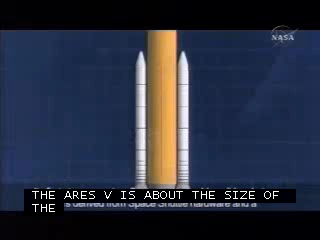 NASA
THE ARES V IS ABOUT THE SIZE OF
THE
s derived from Space Shuttle hardware and a